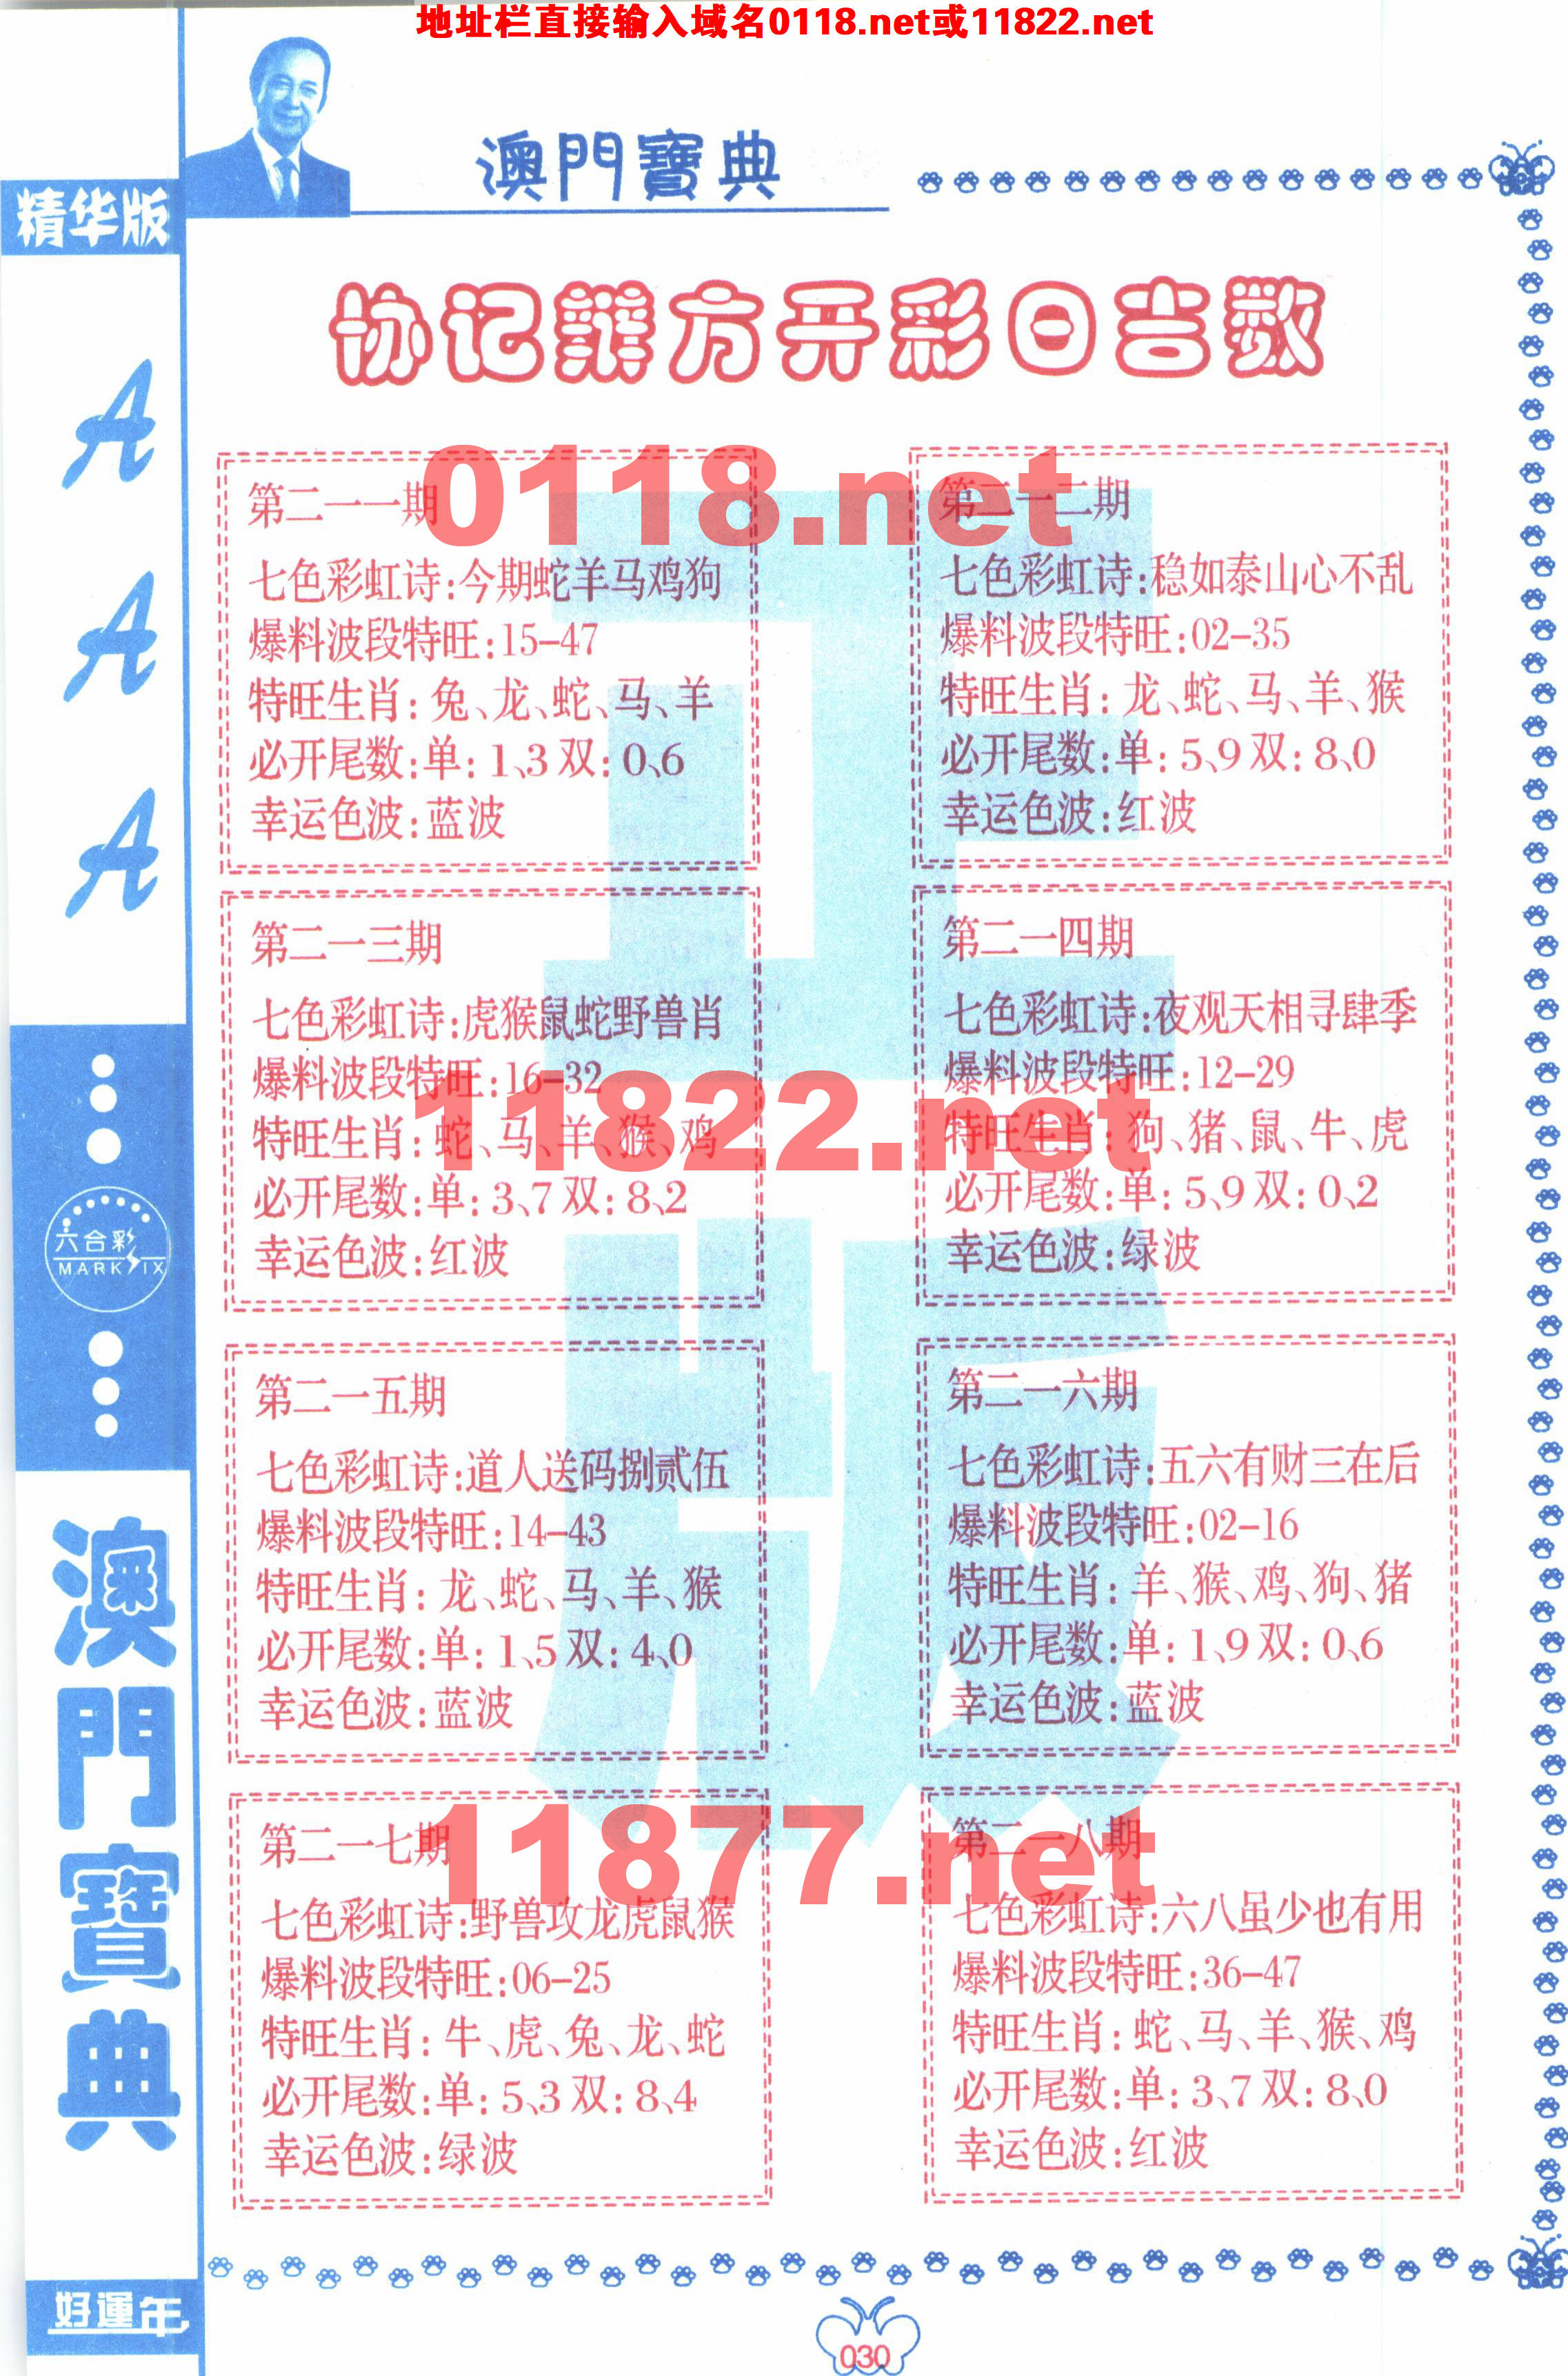 地址栏直接输入域名0118.net或11822.net
澳門寶典
精华版
协记辨方开彩日吉数
0118.net
第二一一期
七色彩虹诗:今期蛇羊马鸡狗
爆料波段特旺:15-47
特旺生肖:兔、龙、蛇、马、羊
必开尾数:单:1、3双:0、6
幸运色波:蓝波
第二一二期
七色彩虹诗:稳如泰山心不乱
爆料波段特旺:02-35
特旺生肖:龙、蛇、马、羊、猴
必开尾数:单:5、9双:8、0
幸运色波:红波
第二一三期
七色彩虹诗:虎猴鼠蛇野兽肖
爆料波段特旺:16-32
特旺生肖:蛇、马、羊、猴、鸡
必开尾数:单:3、7双:8、2
幸运色波:红波
第二一四期
七色彩虹诗:夜观天相寻肆季
爆料波段特旺:12-29
特旺生肖:狗、猪、鼠、牛、虎
必开尾数:单:5、9双:0、2
幸运色波:绿波
11822.net
第二一五期
七色彩虹诗:道人送码捌贰伍
爆料波段特旺:14-43
特旺生肖:龙、蛇、马、羊、猴
必开尾数:单:1、5双:4、0
幸运色波:蓝波
第二一六期
七色彩虹诗:五六有财三在后
爆料波段特旺:02-16
特旺生肖:羊、猴、鸡、狗、猪
必开尾数:单:1、9双:0、6
幸运色波:蓝波
11877.net
第二一七期
七色彩虹诗:野兽攻龙虎鼠猴
爆料波段特旺:06-25
特旺生肖:牛、虎、兔、龙、蛇
必开尾数:单:5、3双:8、4
幸运色波:绿波
第二一八期
七色彩虹诗:六八虽少也有用
爆料波段特旺:36-47
特旺生肖:蛇、马、羊、猴、鸡
必开尾数:单:3、7双:8、0
幸运色波:红波
正版
A
A
A
六合彩
MARK SIX
澳門寶典
好運年
030